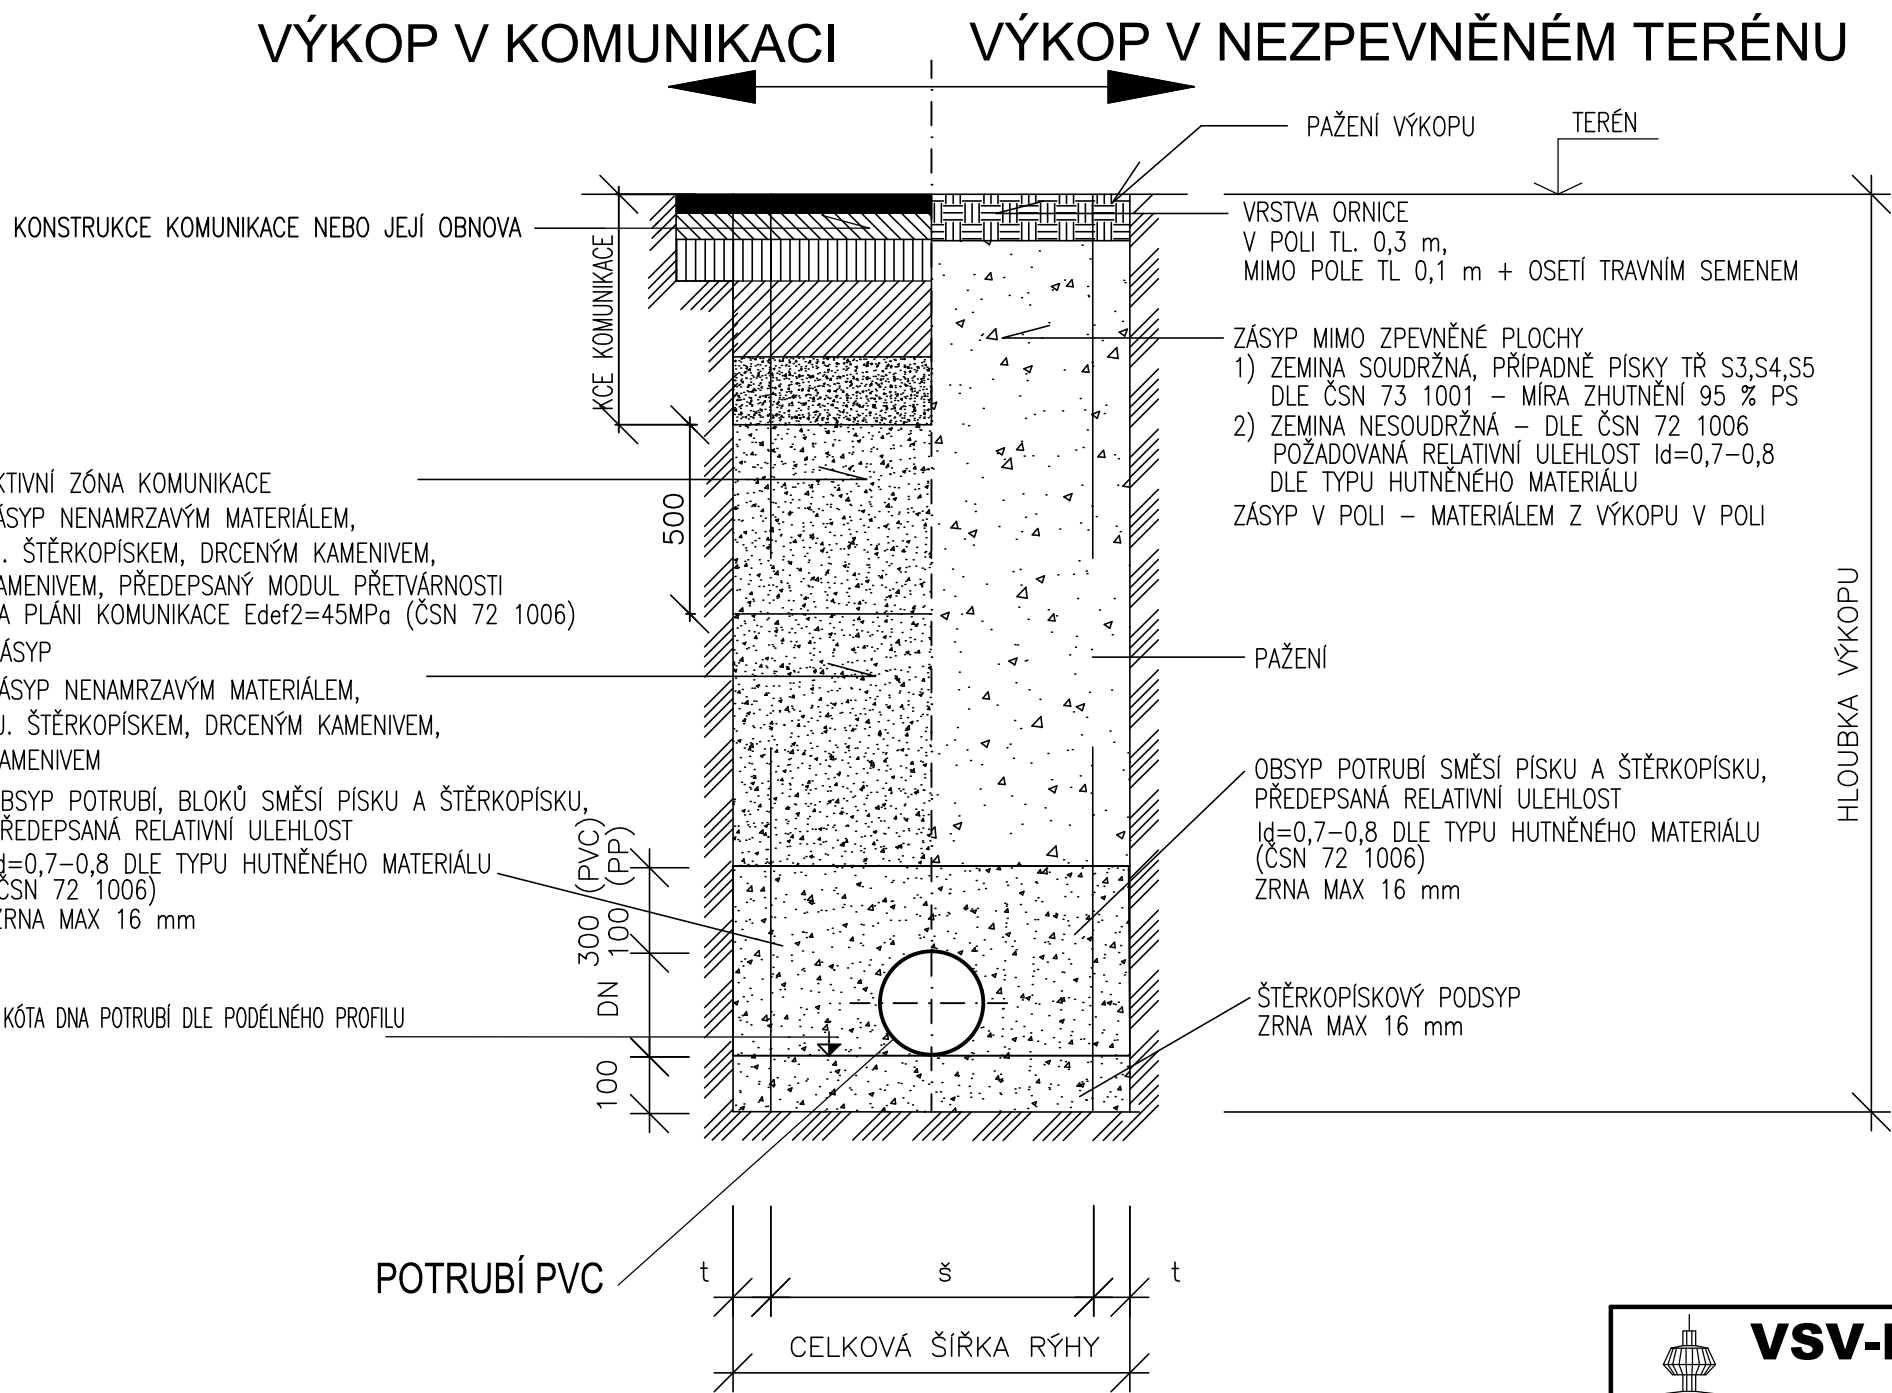 VÝKOP V KOMUNIKACI
VÝKOP V NEZPEVNĚNÉM TERÉNU
PAŽENÍ VÝKOPU
TERÉN
KONSTRUKCE KOMUNIKACE NEBO JEJÍ OBNOVA
KCE KOMUNIKACE
VRSTVA ORNICE
V POLI TL. 0,3 m,
MIMO POLE TL 0,1 m + OSETÍ TRAVNÍM SEMENEM
ZÁSYP MIMO ZPEVNĚNÉ PLOCHY
1) ZEMINA SOUDRŽNÁ, PŘÍPADNĚ PÍSKY TŘ S3,S4,S5
DLE ČSN 73 1001 – MÍRA ZHUTNĚNÍ 95 % PS
2) ZEMINA NESOUDRŽNÁ – DLE ČSN 72 1006
POŽADOVANÁ RELATIVNÍ ULEHLOST Id=0,7–0,8
DLE TYPU HUTNĚNÉHO MATERIÁLU
ZÁSYP V POLI – MATERIÁLEM Z VÝKOPU V POLI
KTIVNÍ ZÓNA KOMUNIKACE
ÁSYP NENAMRZAVÝM MATERIÁLEM,
. ŠTĚRKOPÍSKEM, DRCENÝM KAMENIVEM,
AMENIVEM, PŘEDEPSANÝ MODUL PŘETVÁRNOSTI
A PLÁNI KOMUNIKACE Edef2=45MPa (ČSN 72 1006)
500
ÁSYP
ÁSYP NENAMRZAVÝM MATERIÁLEM,
J. ŠTĚRKOPÍSKEM, DRCENÝM KAMENIVEM,
AMENIVEM
PAŽENÍ
HLOUBKA VÝKOPU
BSYP POTRUBÍ, BLOKŮ SMĚSÍ PÍSKU A ŠTĚRKOPÍSKU,
ŘEDEPSANÁ RELATIVNÍ ULEHLOST
d=0,7–0,8 DLE TYPU HUTNĚNÉHO MATERIÁLU
ČSN 72 1006)
ZRNA MAX 16 mm
300 (PVC)
100 (PP)
DN
100
OBSYP POTRUBÍ SMĚSÍ PÍSKU A ŠTĚRKOPÍSKU,
PŘEDEPSANÁ RELATIVNÍ ULEHLOST
Id=0,7–0,8 DLE TYPU HUTNĚNÉHO MATERIÁLU
(ČSN 72 1006)
ZRNA MAX 16 mm
KÓTA DNA POTRUBÍ DLE PODÉLNÉHO PROFILU
ŠTĚRKOPÍSKOVÝ PODSYP
ZRNA MAX 16 mm
POTRUBÍ PVC
t
š
t
CELKOVÁ ŠÍŘKA RÝHY
VSV-